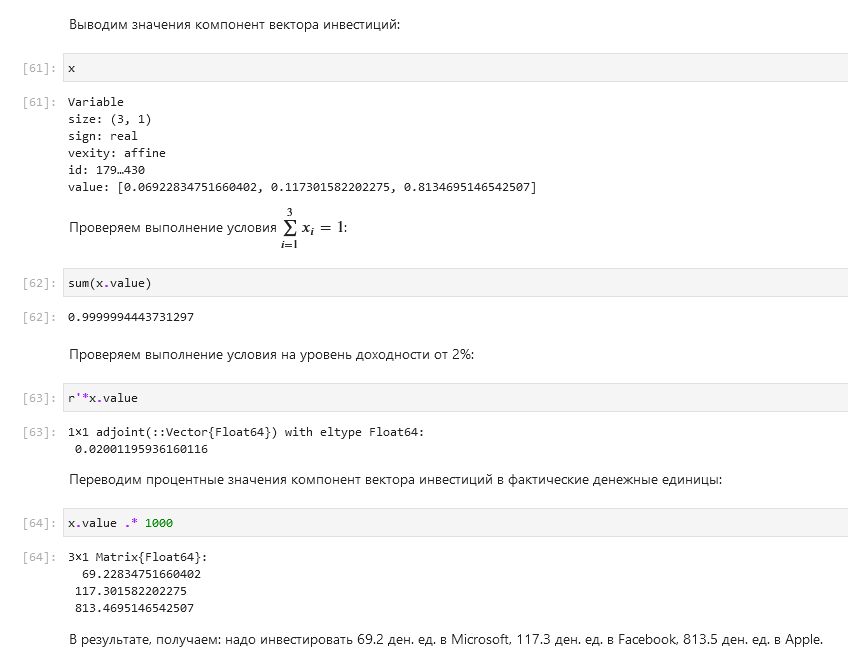 Выводим значения компонент вектора инвестиций:
[61]: x
[61]: Variable
size: (3, 1)
sign: real
vexity: affine
id: 179…430
value: [0.06922834751660402, 0.117301582202275, 0.8134695146542507]
Проверяем выполнение условия ∑_{i=1}^{3} x_i = 1:
[62]: sum(x.value)
[62]: 0.9999994443731297
Проверяем выполнение условия на уровень доходности от 2%:
[63]: r'*x.value
[63]: 1×1 adjoint(::Vector{Float64}) with eltype Float64:
0.02001195936160116
Переводим процентные значения компонент вектора инвестиций в фактические денежные единицы:
[64]: x.value .* 1000
[64]: 3×1 Matrix{Float64}:
69.22834751660402
117.301582202275
813.4695146542507
В результате, получаем: надо инвестировать 69.2 ден. ед. в Microsoft, 117.3 ден. ед. в Facebook, 813.5 ден. ед. в Apple.